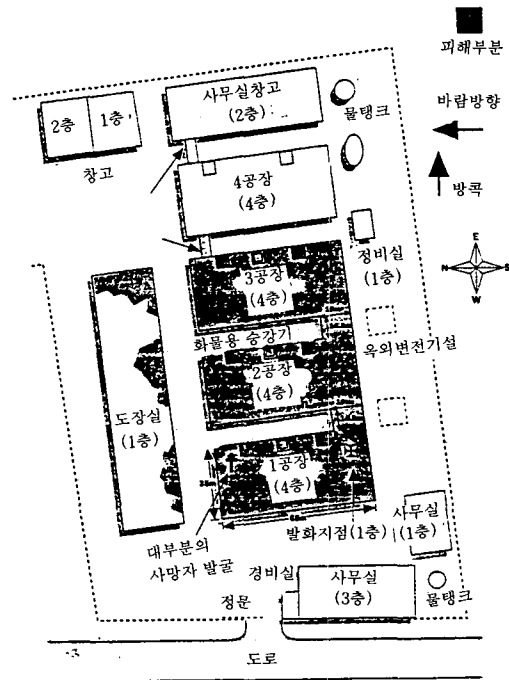 피해부분
바람방향
방콕
E
N
S
W
사무실창고
(2층)
물탱크
2층
1층
창고
4공장
(4층)
정비실
(1층)
3공장
(4층)
화물용 승강기
옥외변전기설
2공장
(4층)
도장실
(1층)
1공장
(4층)
대부분의
사망자 발굴
발화지점(1층)
사무실
(1층)
경비실
사무실
(3층)
물탱크
정문
도로